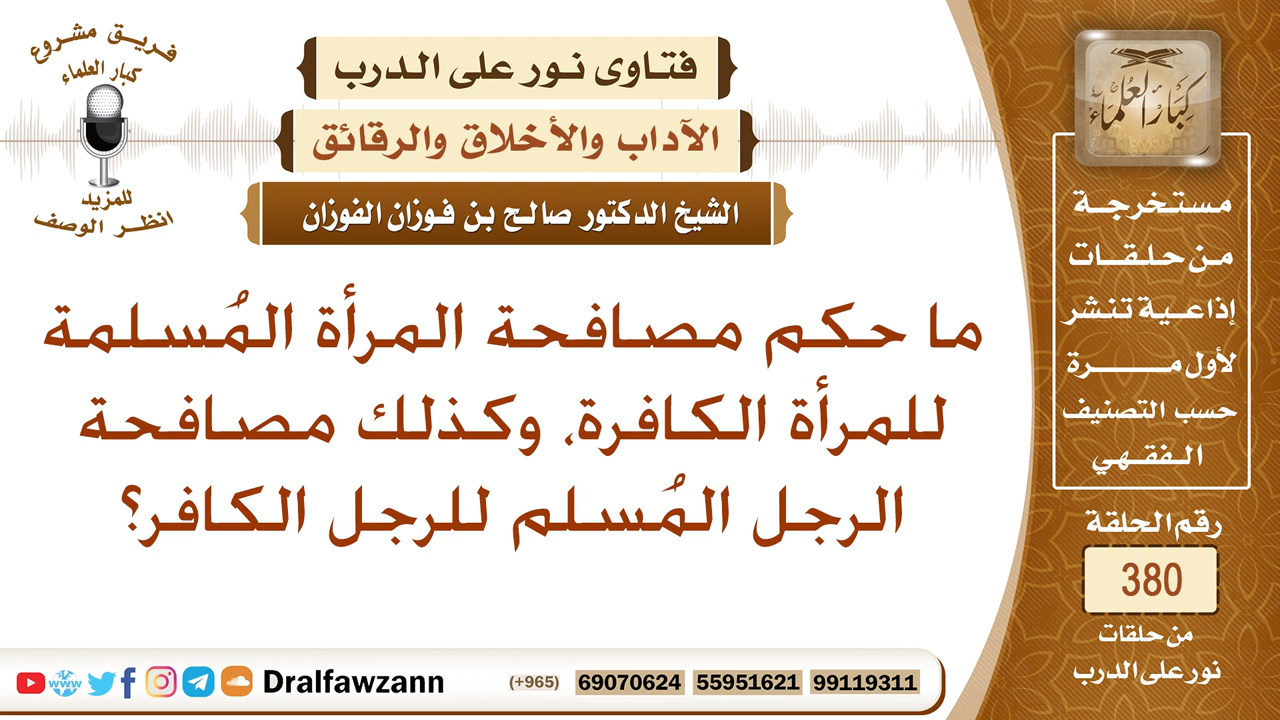 فريق مشروع
كبار العلماء
للمزيد
انظر الوصف
فتاوى نور على الدرب
الآداب والأخلاق والرقائق
الشيخ الدكتور صالح بن فوزان الفوزان
ما حكم مصافحة المرأة المُسلمة
للمرأة الكافرة، وكذلك مصافحة
الرجل المُسلم للرجل الكافر؟
كبار العلماء
مستخرجة
من حلقات
إذاعية تنشر
لأول مرة
حسب التصنيف
الفقهي
رقم الحلقة
380
من حلقات
نور على الدرب
www
Dralfawzann
(+965) 69070624 55951621 99119311